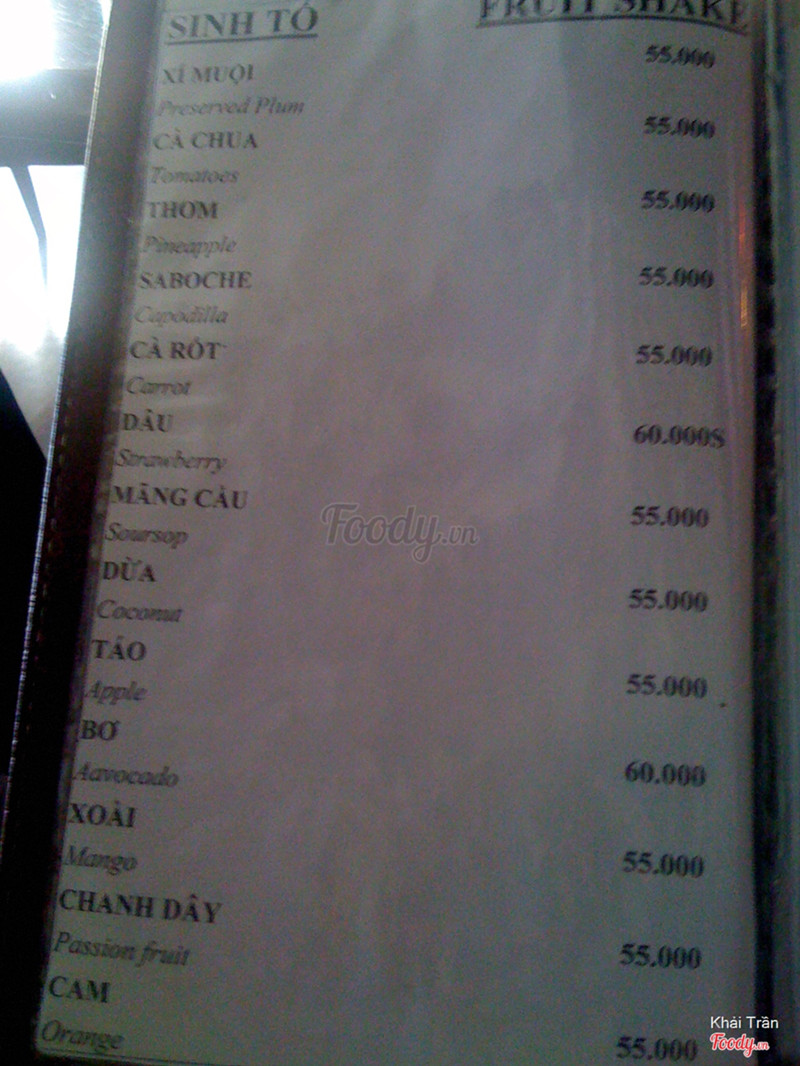 SINH TỐ FRUIT SHAKE
XÍ MUỘI 55.000
Preserved Plum
CÀ CHUA 55.000
Tomatoes
THƠM 55.000
Pineapple
SABOCHE 55.000
Capodilla
CÀ RỐT 55.000
Carrot
DÂU 60.000S
Strawberry
MÃNG CẦU 55.000
Soursop
DỪA 55.000
Coconut
TÁO 55.000
Apple
BƠ 60.000
Aavocado
XOÀI 55.000
Mango
CHANH DÂY 55.000
Passion fruit
CAM 55.000
Orange
Foody.vn
Khải Trần
Foody.vn